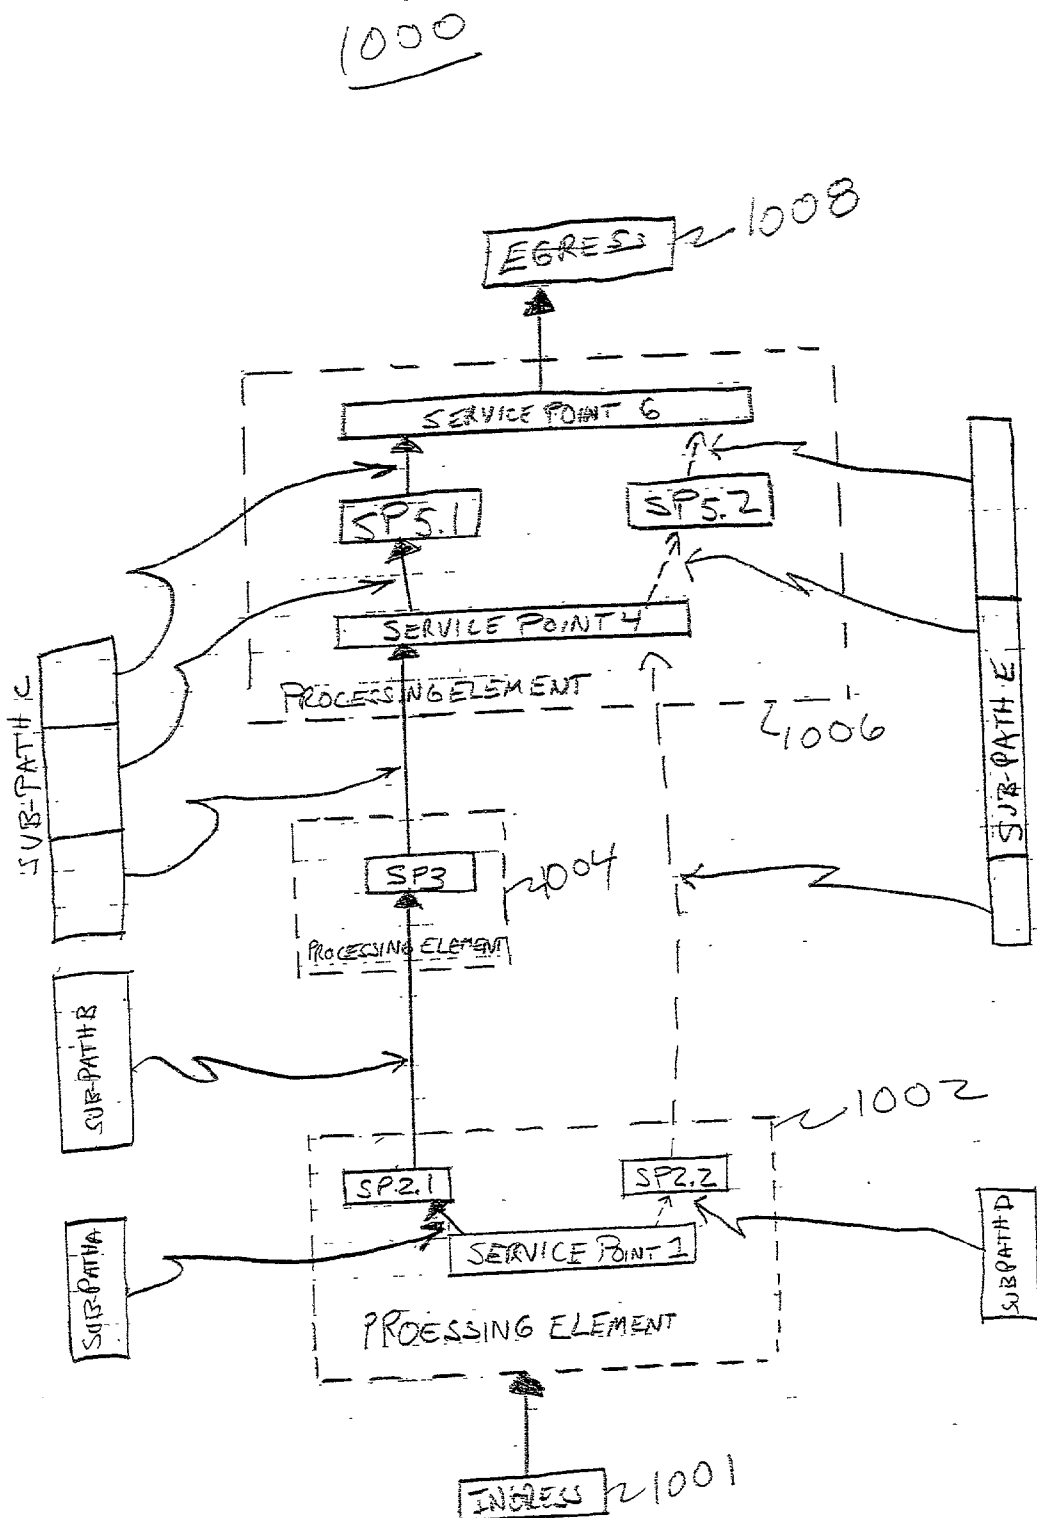 1000
EGRESS
1008
SERVICE POINT 6
SP5.1
SP5.2
SERVICE POINT 4
PROCESSING ELEMENT
1006
SUB-PATH C
SUB-PATH E
SP3
1004
PROCESSING ELEMENT
SUB-PATH B
1002
SP2.1
SP2.2
SERVICE POINT 1
SUB-PATH A
SUBPATH D
PROESSING ELEMENT
INGRESS
1001